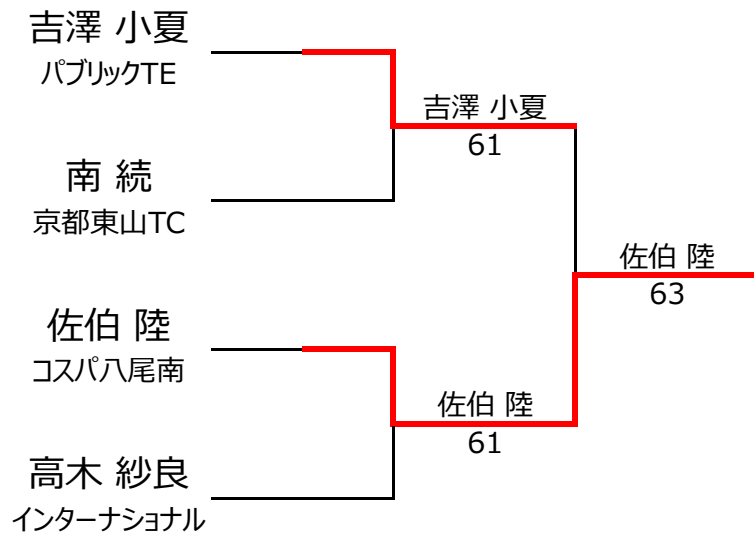 吉澤 小夏
パブリックTE
吉澤 小夏
61
南 続
京都東山TC
佐伯 陸
63
佐伯 陸
コスパ八尾南
佐伯 陸
61
高木 紗良
インターナショナル